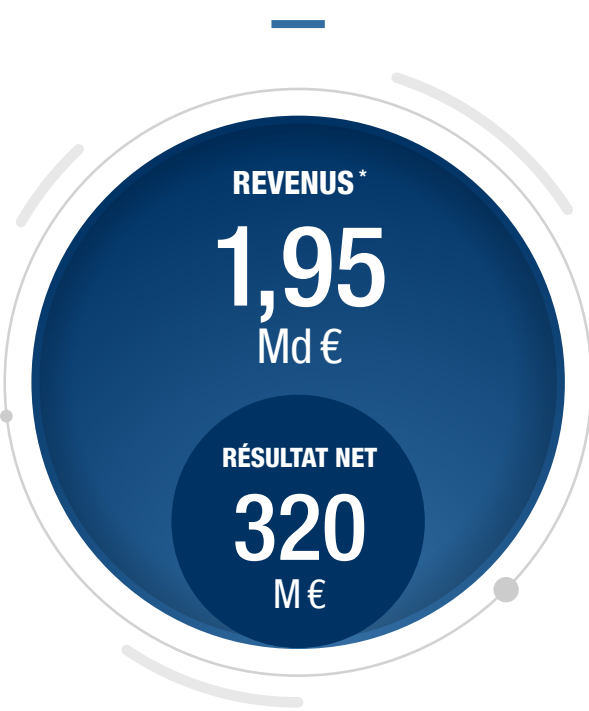 REVENUS*
1,95
Md €
RÉSULTAT NET
320
M €